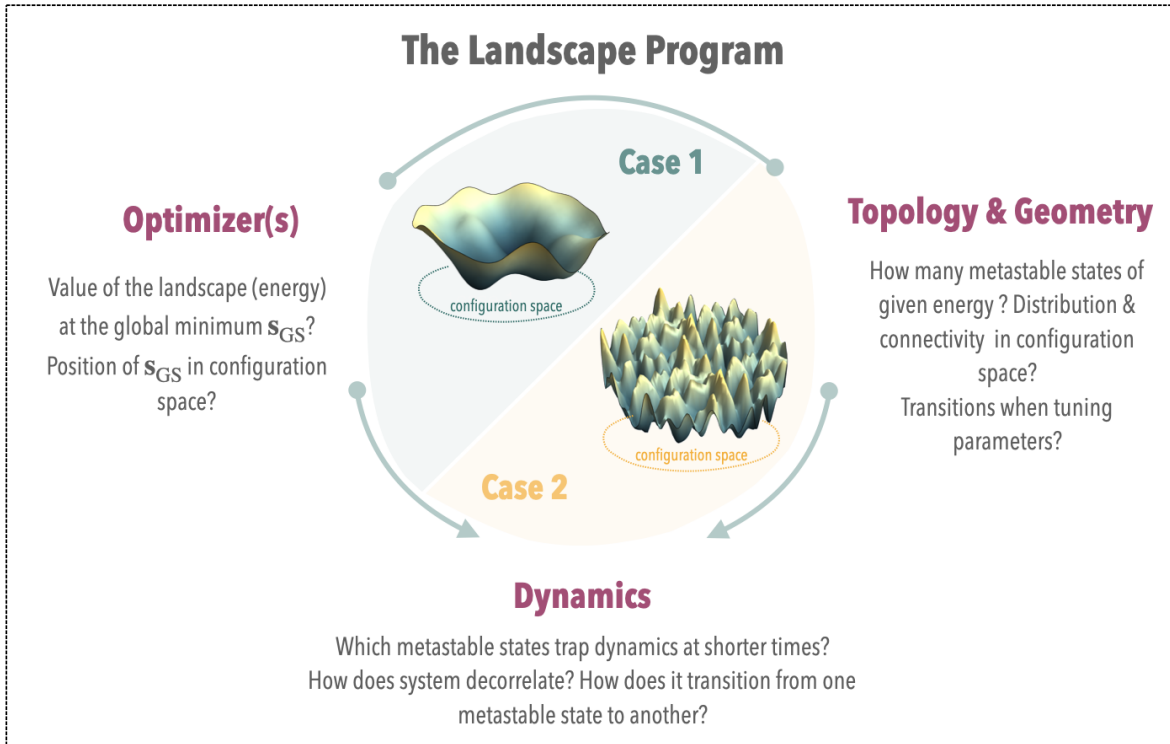 The Landscape Program
Case 1
configuration space
configuration space
Case 2
Optimizer(s)
Value of the landscape (energy)
at the global minimum s_GS?
Position of s_GS in configuration
space?
Topology & Geometry
How many metastable states of
given energy ? Distribution &
connectivity in configuration
space?
Transitions when tuning
parameters?
Dynamics
Which metastable states trap dynamics at shorter times?
How does system decorrelate? How does it transition from one
metastable state to another?